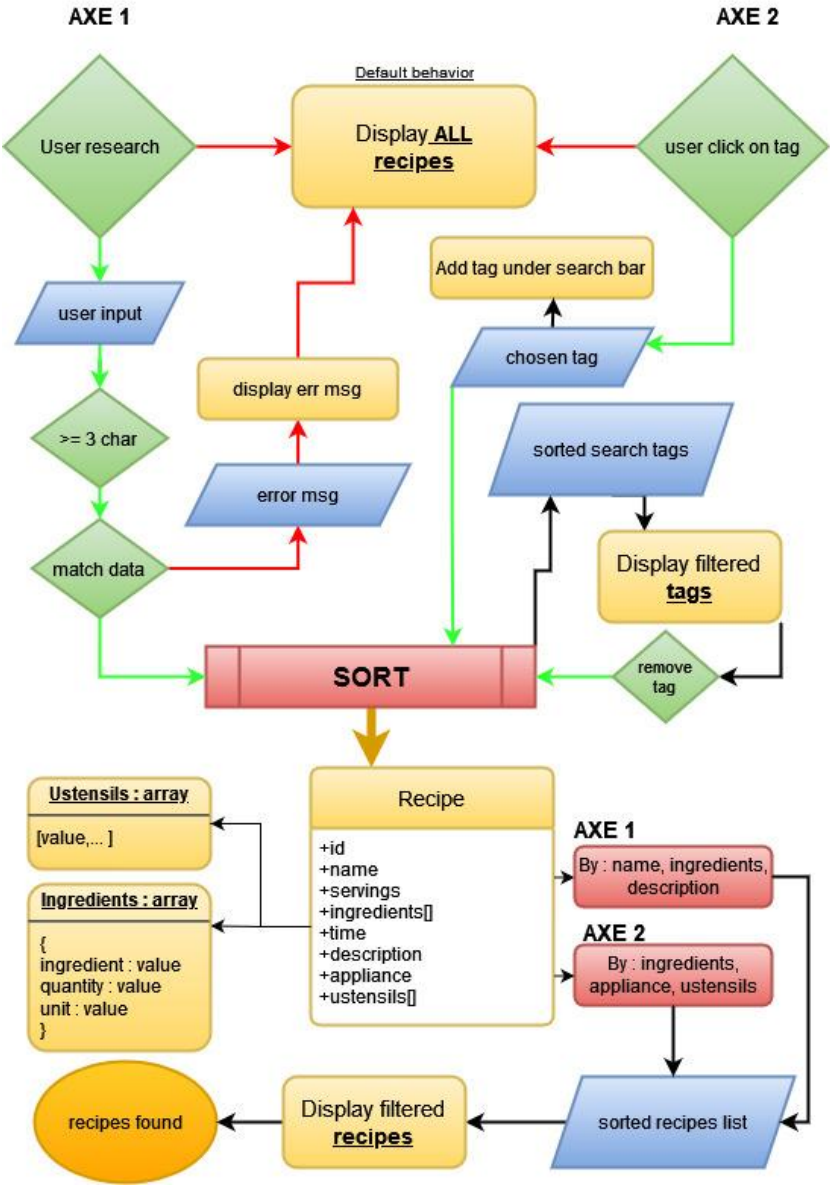 AXE 1
AXE 2
Default behavior
User research
Display ALL
recipes
user click on tag
Add tag under search bar
user input
chosen tag
display err msg
>= 3 char
sorted search tags
error msg
match data
Display filtered
tags
SORT
remove
tag
Ustensils : array
[value,... ]
Ingredients : array
{
ingredient : value
quantity : value
unit : value
}
Recipe
+id
+name
+servings
+ingredients[]
+time
+description
+appliance
+ustensils[]
AXE 1
By : name, ingredients,
description
AXE 2
By : ingredients,
appliance, ustensils
recipes found
Display filtered
recipes
sorted recipes list